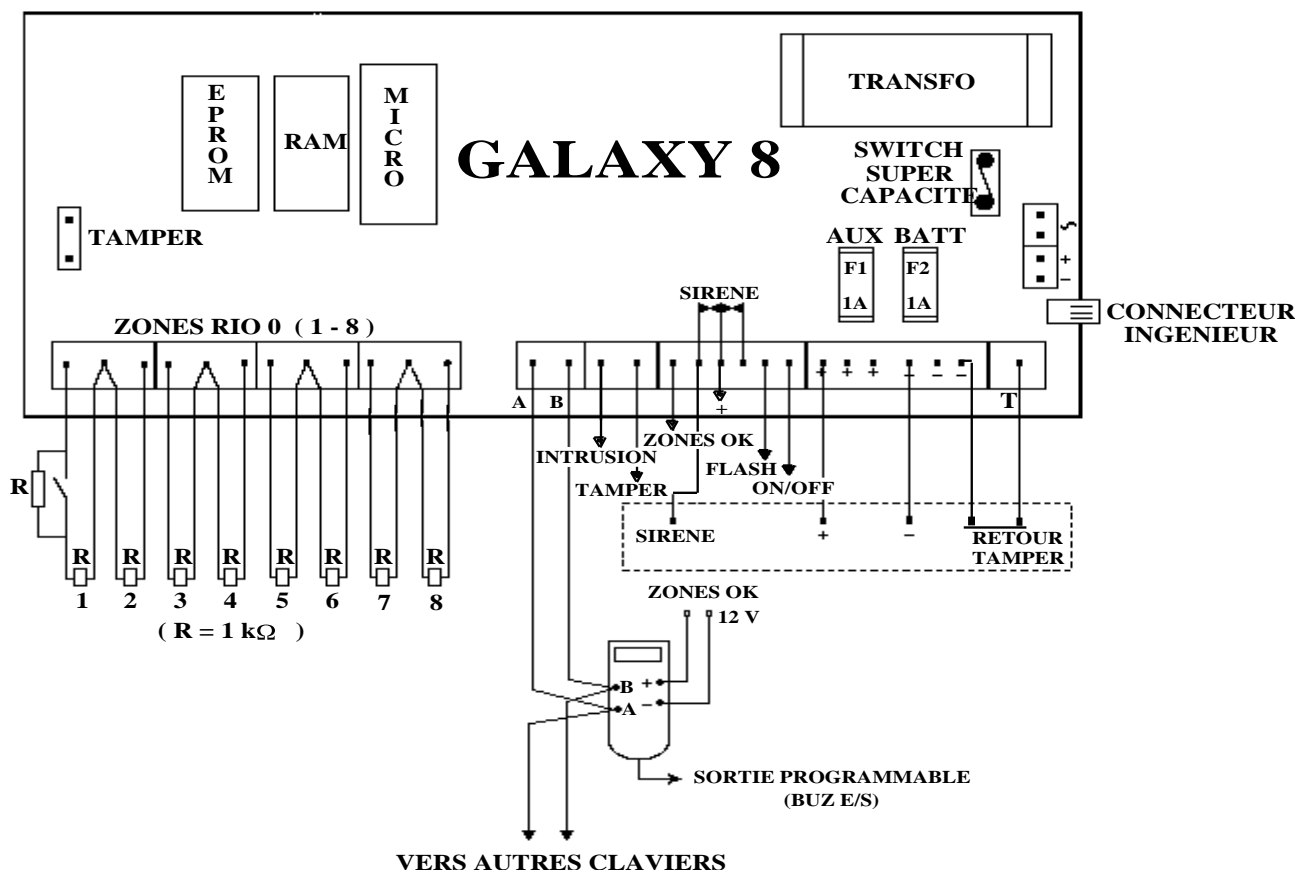 EPROM
RAM
MICRO
GALAXY 8
TRANSFO
SWITCH
SUPER
CAPACITE
TAMPER
AUX BATT
F1
1A
F2
1A
~
+
−
SIRENE
CONNECTEUR
INGENIEUR
ZONES RIO 0 ( 1 - 8 )
+ + + − − −
A B
+
T
ZONES OK
INTRUSION
FLASH
TAMPER
ON/OFF
R
SIRENE
+
−
RETOUR
TAMPER
R R R R R R R R
1 2 3 4 5 6 7 8
( R = 1 kΩ )
ZONES OK
12 V
B +
A −
SORTIE PROGRAMMABLE
(BUZ E/S)
VERS AUTRES CLAVIERS